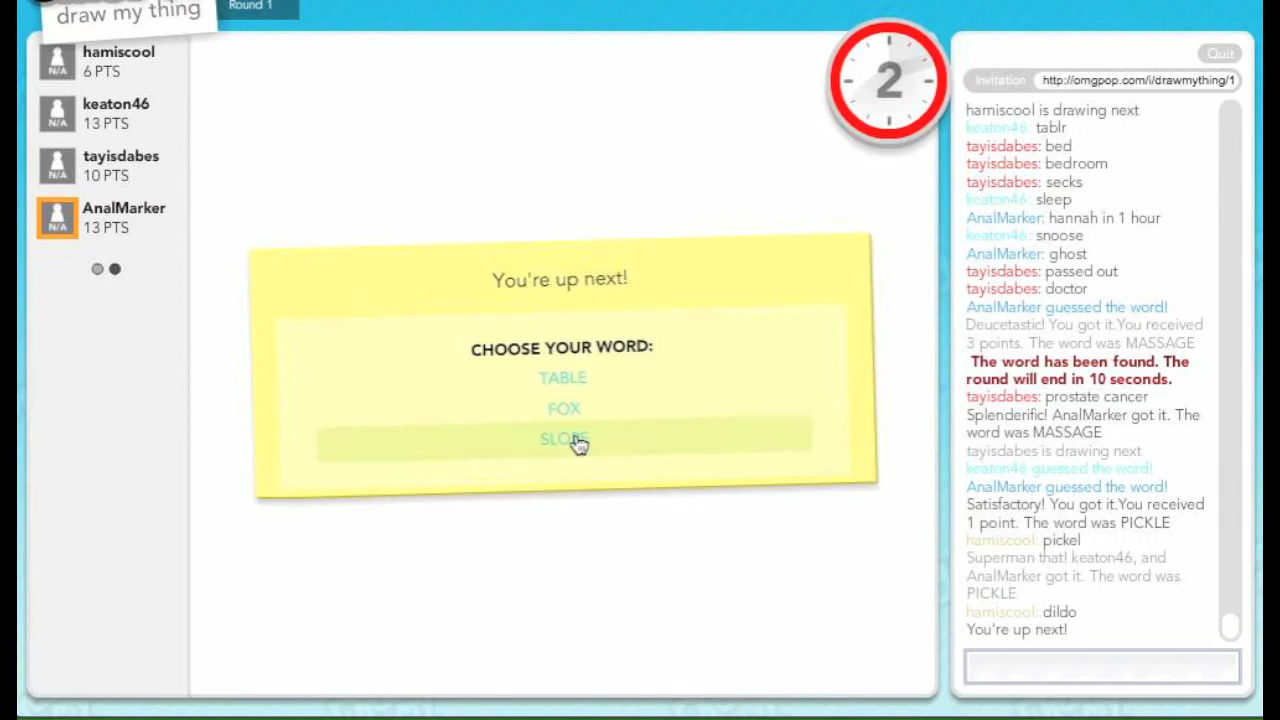 draw my thing
Round 1
hamiscool
6 PTS
N/A
keaton46
13 PTS
N/A
tayisdabes
10 PTS
N/A
AnalMarker
13 PTS
N/A
2
You're up next!
CHOOSE YOUR WORD:
TABLE
FOX
Quit
Invitation http://omgpop.com/i/drawmything/1
hamiscool is drawing next
keaton46: tablr
tayisdabes: bed
tayisdabes: bedroom
tayisdabes: secks
keaton46: sleep
AnalMarker: hannah in 1 hour
keaton46: snoose
AnalMarker: ghost
tayisdabes: passed out
tayisdabes: doctor
AnalMarker guessed the word!
Deucetastic! You got it.You received
3 points. The word was MASSAGE
The word has been found. The
round will end in 10 seconds.
tayisdabes: prostate cancer
Splenderific! AnalMarker got it. The
word was MASSAGE
tayisdabes is drawing next
keaton46 guessed the word!
AnalMarker guessed the word!
Satisfactory! You got it.You received
1 point. The word was PICKLE
hamiscool: pickel
Superman that! keaton46, and
AnalMarker got it. The word was
PICKLE
hamiscool: dildo
You're up next!